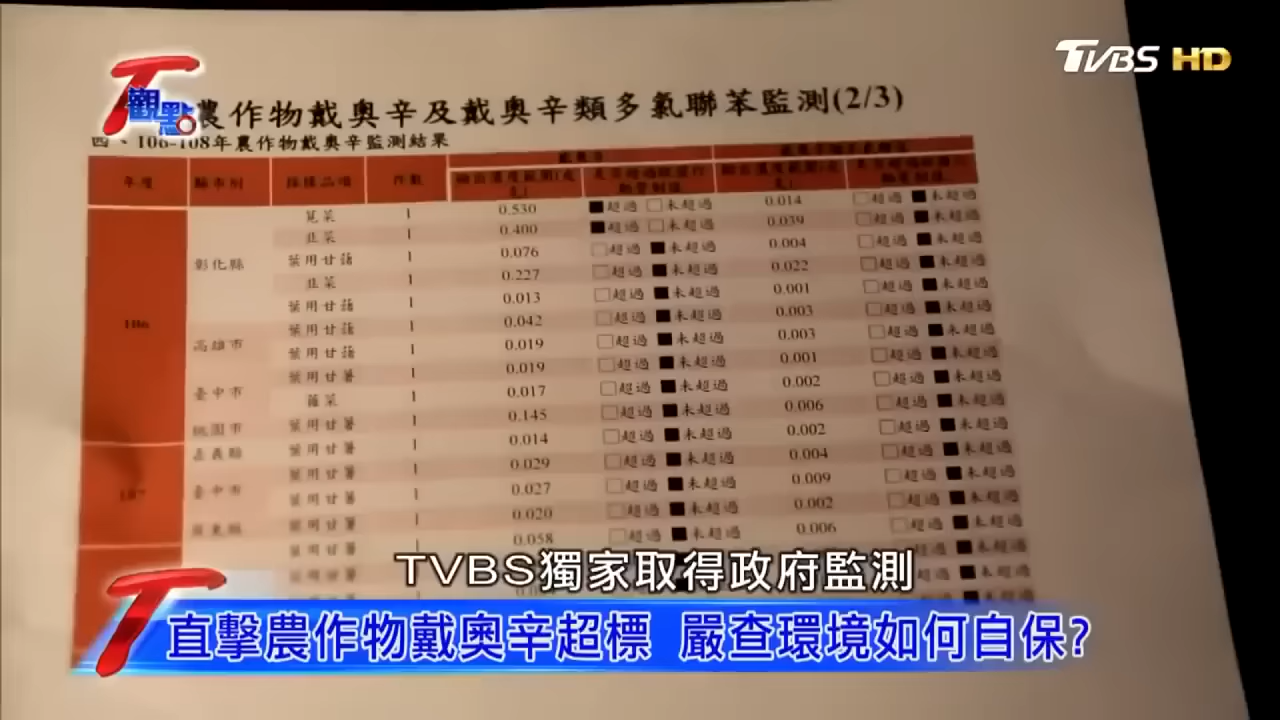 TVBS HD
T觀點
農作物戴奧辛及戴奧辛類多氯聯苯監測(2/3)
四、106-108年農作物戴奧辛監測結果
年度 縣市別 採樣品項 件數
莧菜 1 0.530 ■超過 □未超過 0.014 □超過 ■未超過
韭菜 1 0.400 ■超過 □未超過 0.039 □超過 ■未超過
彰化縣 葉用甘藷 1 0.076 □超過 ■未超過 0.004 □超過 ■未超過
韭菜 1 0.227 □超過 ■未超過 0.022 □超過 ■未超過
葉用甘藷 1 0.013 □超過 ■未超過 0.001 □超過 ■未超過
106 葉用甘藷 1 0.042 □超過 ■未超過 0.003 □超過 ■未超過
高雄市 葉用甘藷 1 0.019 □超過 ■未超過 0.003 □超過 ■未超過
葉用甘薯 1 0.019 □超過 ■未超過 0.001 □超過 ■未超過
臺中市 1 0.017 □超過 ■未超過 0.002 □超過 ■未超過
桃園市 葉用甘薯 1 0.145 □超過 ■未超過 0.006 □超過 ■未超過
嘉義縣 葉用甘薯 1 0.014 □超過 ■未超過 0.002 □超過 ■未超過
葉用甘薯 1 0.029 □超過 ■未超過 0.004 □超過 ■未超過
107 臺中市 葉用甘薯 1 0.027 □超過 ■未超過 0.009 □超過 ■未超過
屏東縣 葉用甘薯 1 0.020 □超過 ■未超過 0.002 □超過 ■未超過
葉用甘薯 1 0.058 □超過 ■未超過 0.006 □超過 ■未超過
TVBS獨家取得政府監測
直擊農作物戴奧辛超標 嚴查環境如何自保?